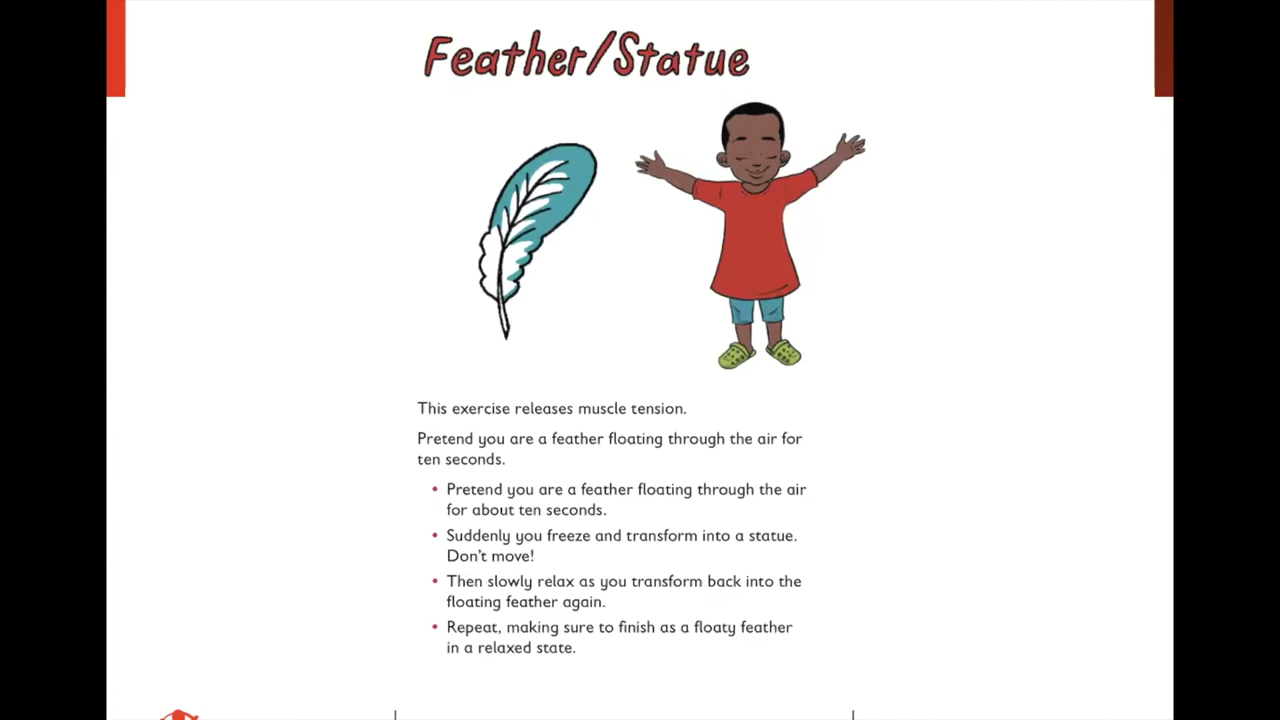 Feather/Statue
This exercise releases muscle tension.
Pretend you are a feather floating through the air for
ten seconds.
• Pretend you are a feather floating through the air
for about ten seconds.
• Suddenly you freeze and transform into a statue.
Don't move!
• Then slowly relax as you transform back into the
floating feather again.
• Repeat, making sure to finish as a floaty feather
in a relaxed state.